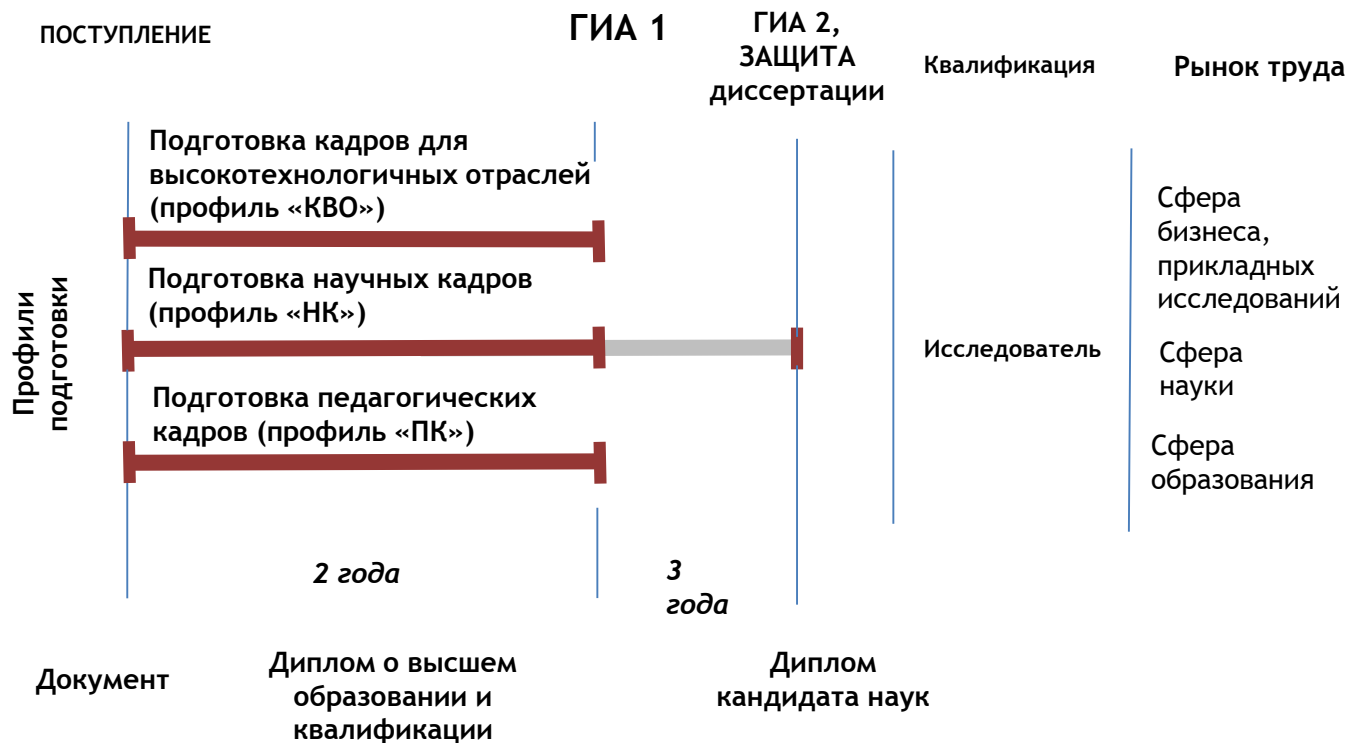 ПОСТУПЛЕНИЕ
ГИА 1
ГИА 2,
ЗАЩИТА
диссертации
Квалификация
Рынок труда
Профили
подготовки
Подготовка кадров для
высокотехнологичных отраслей
(профиль «КВО»)
Подготовка научных кадров
(профиль «НК»)
Подготовка педагогических
кадров (профиль «ПК»)
Исследователь
Сфера
бизнеса,
прикладных
исследований
Сфера
науки
Сфера
образования
2 года
3
года
Документ
Диплом о высшем
образовании и
квалификации
Диплом
кандидата наук